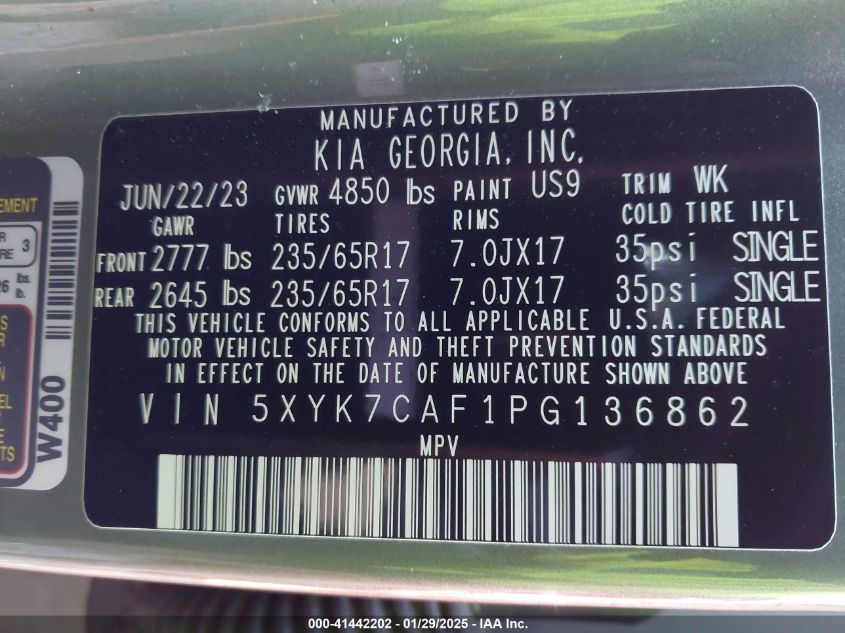 MANUFACTURED BY
KIA GEORGIA, INC.
JUN/22/23 GVWR 4850 lbs PAINT US9 TRIM WK
GAWR TIRES RIMS COLD TIRE INFL
FRONT 2777 lbs 235/65R17 7.0JX17 35psi SINGLE
REAR 2645 lbs 235/65R17 7.0JX17 35psi SINGLE
THIS VEHICLE CONFORMS TO ALL APPLICABLE U.S.A. FEDERAL
MOTOR VEHICLE SAFETY AND THEFT PREVENTION STANDARDS
IN EFFECT ON THE DATE OF MANUFACTURE SHOWN ABOVE
VIN 5XYK7CAF1PG136862
MPV
3
W400
000-41442202 - 01/29/2025 - IAA Inc.